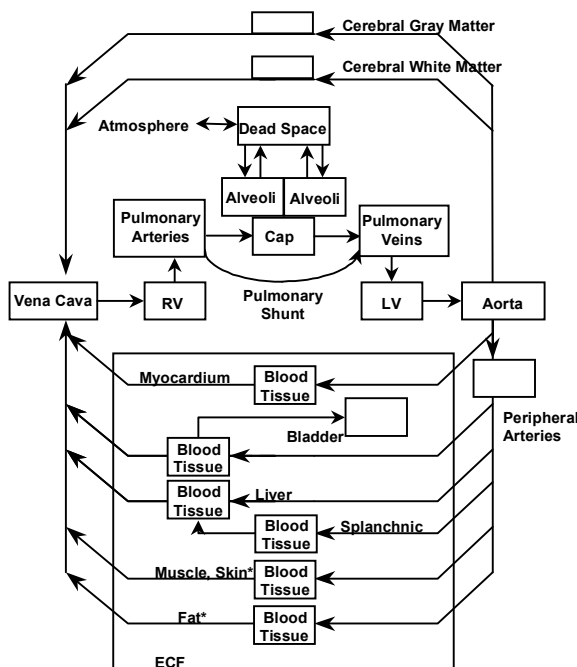 Cerebral Gray Matter
Cerebral White Matter
Atmosphere
Dead Space
Alveoli
Alveoli
Pulmonary
Arteries
Cap
Pulmonary
Veins
Vena Cava
RV
Pulmonary
Shunt
LV
Aorta
Myocardium
Blood
Tissue
Peripheral
Arteries
Bladder
Blood
Tissue
Blood
Tissue
Liver
Blood
Tissue
Splanchnic
Muscle, Skin*
Blood
Tissue
Fat*
Blood
Tissue
ECF